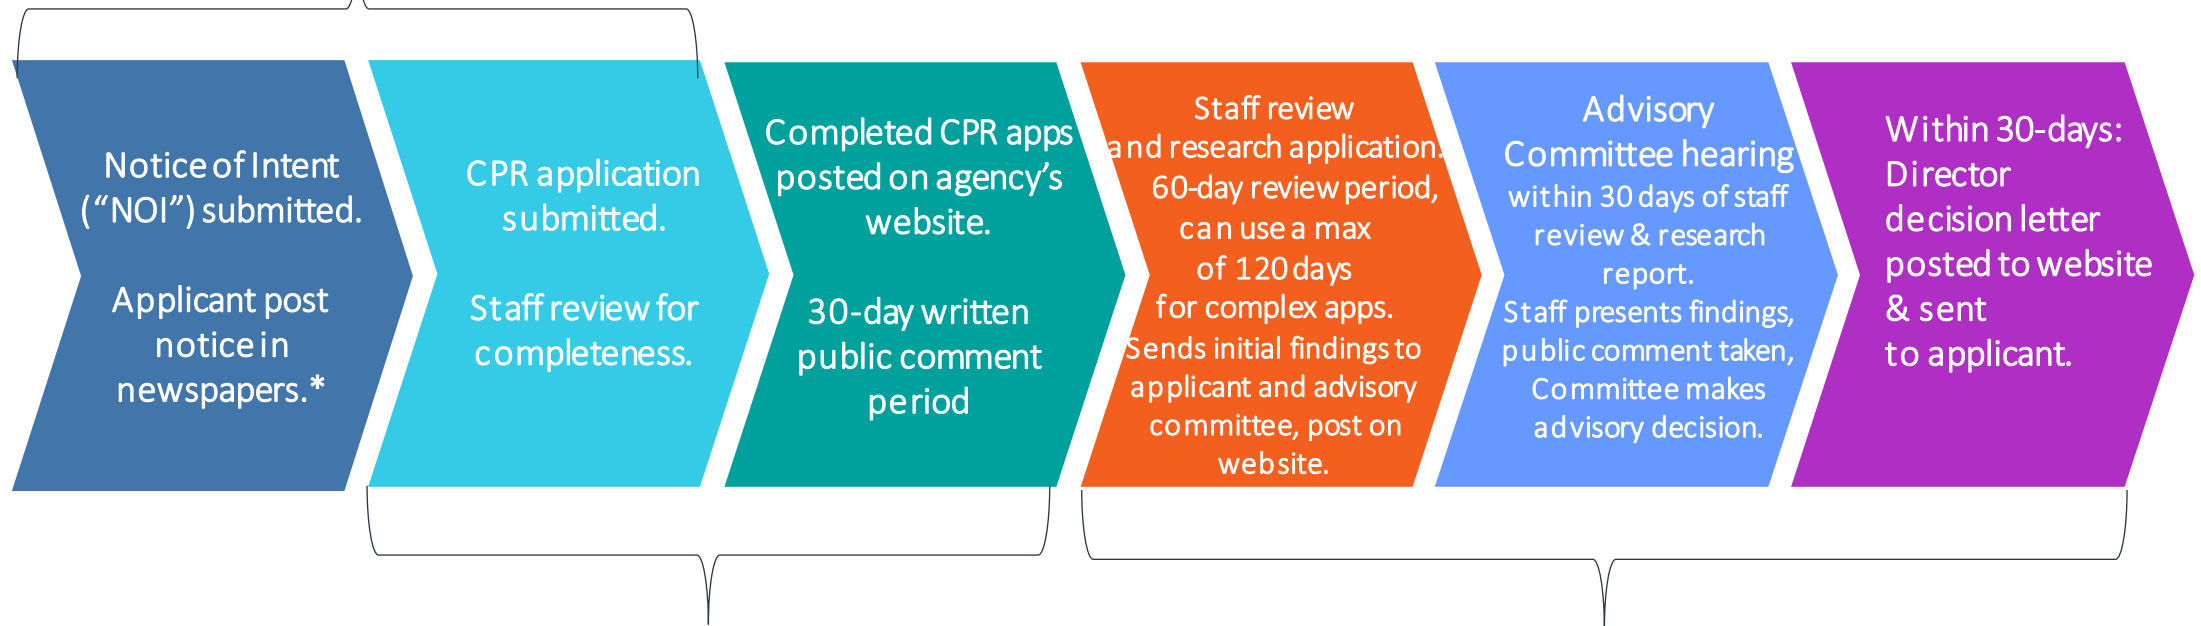 Notice of Intent
(“NOI”) submitted.
Applicant post
notice in
newspapers.*
CPR application
submitted.
Staff review for
completeness.
Completed CPR apps
posted on agency’s
website.
30-day written
public comment
period
Staff review
and research application.
60-day review period,
can use a max
of 120 days
for complex apps.
Sends initial findings to
applicant and advisory
committee, post on
website.
Advisory
Committee hearing
within 30 days of staff
review & research
report.
Staff presents findings,
public comment taken,
Committee makes
advisory decision.
Within 30-days:
Director
decision letter
posted to website
& sent
to applicant.